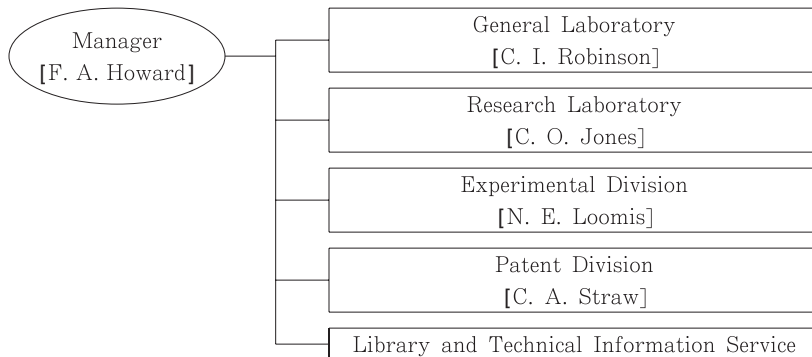 Manager
[F. A. Howard]
General Laboratory
[C. I. Robinson]
Research Laboratory
[C. O. Jones]
Experimental Division
[N. E. Loomis]
Patent Division
[C. A. Straw]
Library and Technical Information Service